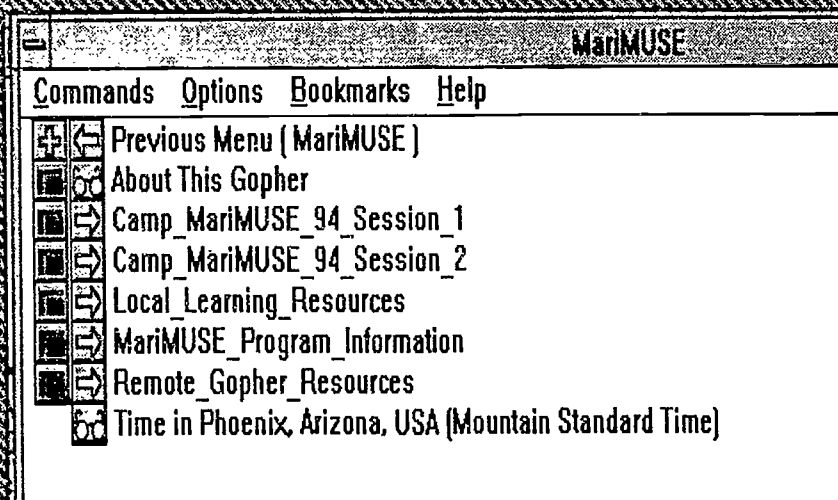 MariMUSE
Commands Options Bookmarks Help
Previous Menu ( MariMUSE )
About This Gopher
Camp_MariMUSE_94_Session_1
Camp_MariMUSE_94_Session_2
Local_Learning_Resources
MariMUSE_Program_Information
Remote_Gopher_Resources
Time in Phoenix, Arizona, USA (Mountain Standard Time)